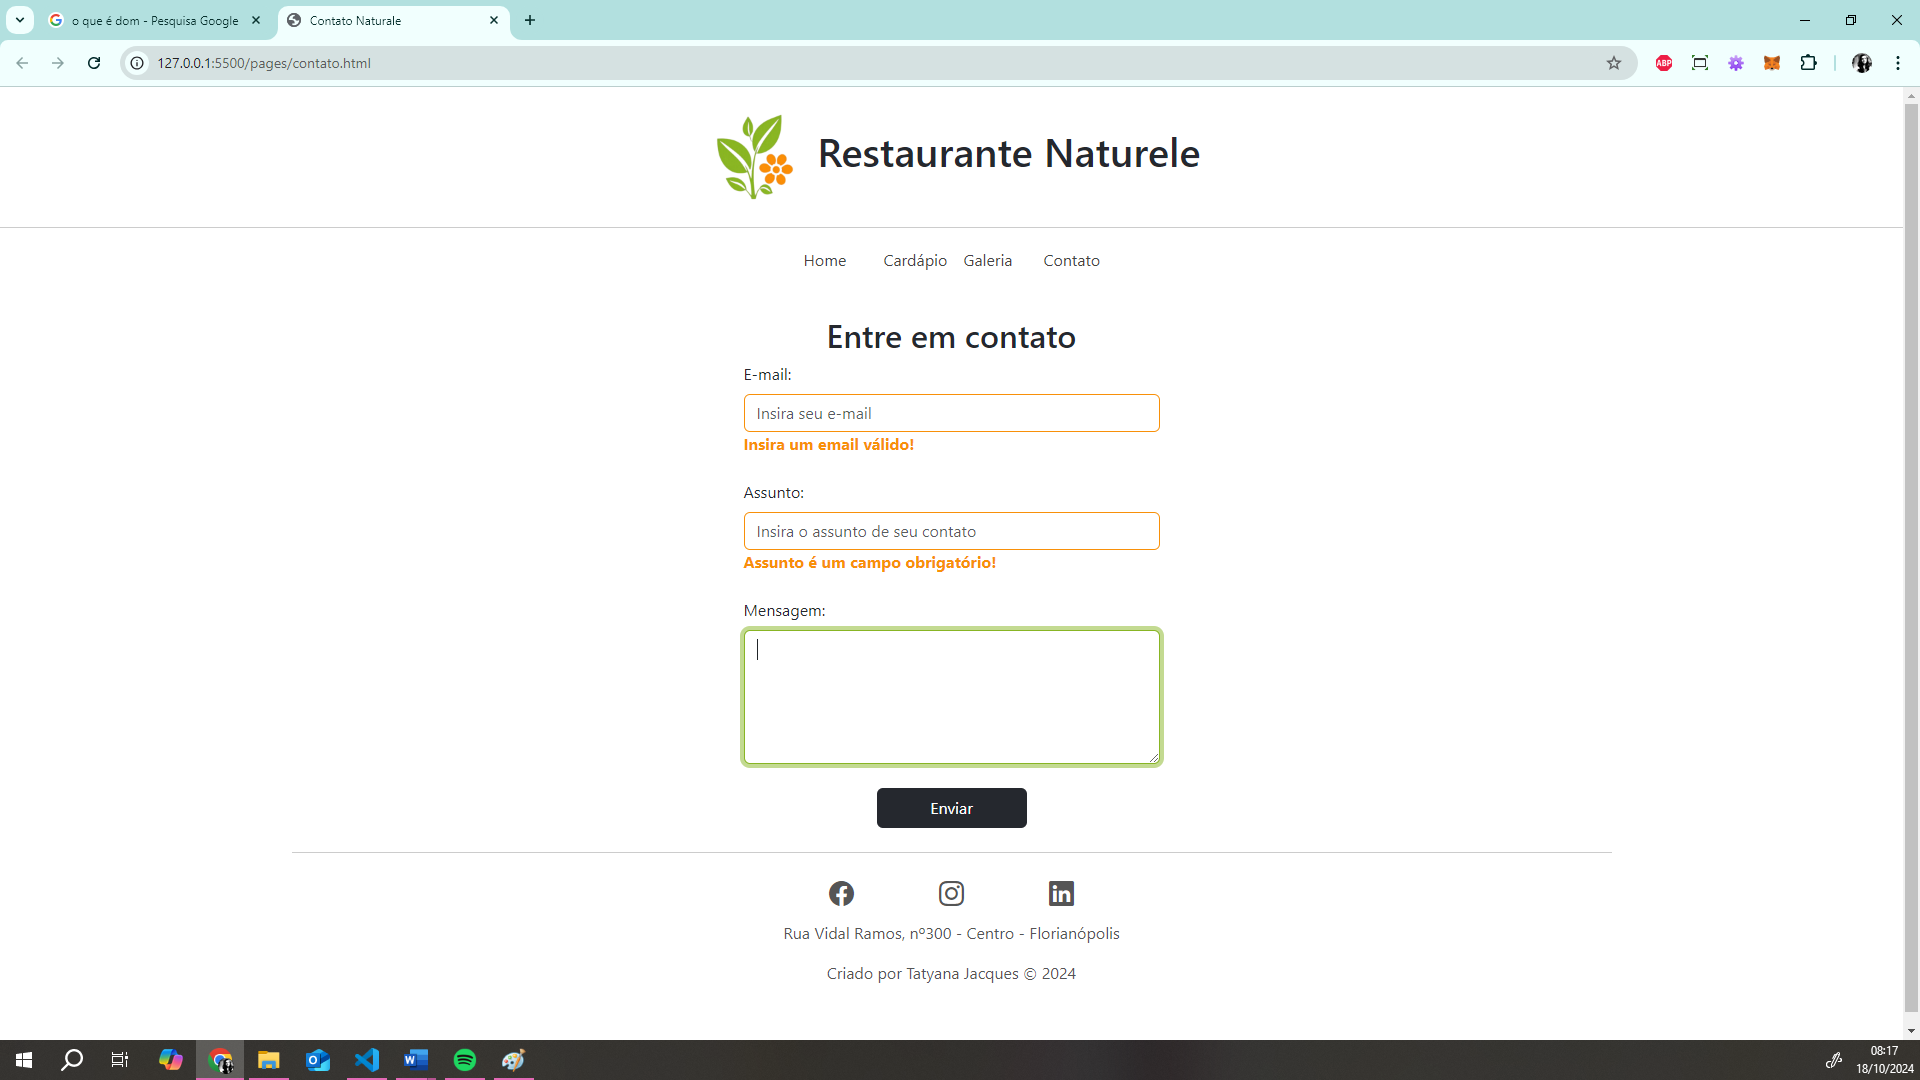 o que é dom - Pesquisa Google
Contato Naturale
127.0.0.1:5500/pages/contato.html
ABP
Restaurante Naturele
Home Cardápio Galeria Contato
Entre em contato
E-mail:
Insira seu e-mail
Insira um email válido!
Assunto:
Insira o assunto de seu contato
Assunto é um campo obrigatório!
Mensagem:
Enviar
Rua Vidal Ramos, nº300 - Centro - Florianópolis
Criado por Tatyana Jacques © 2024
08:17
18/10/2024